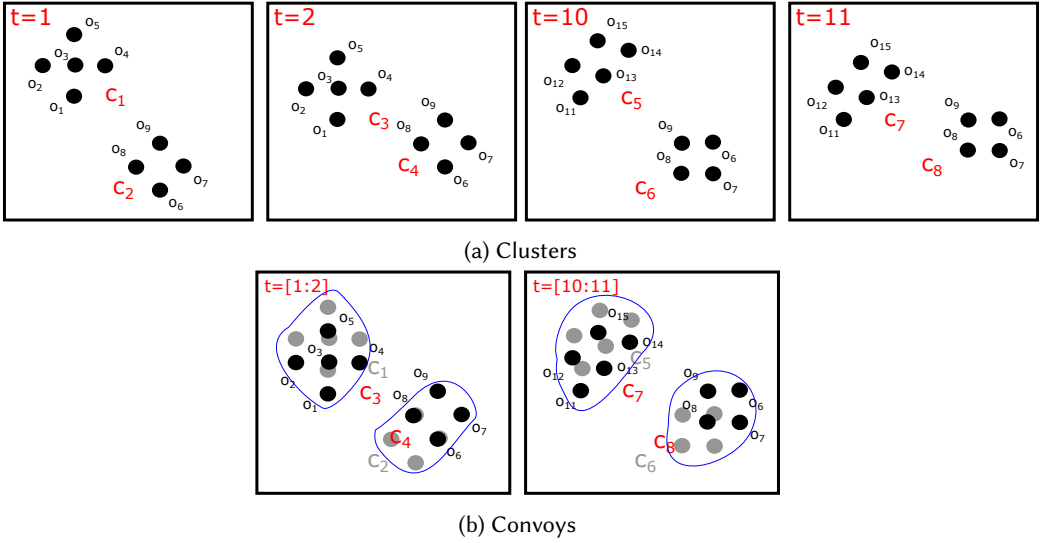 t=1
o5
o3
o4
o2
o1
C1
o9
o8
o7
C2
o6
t=2
o5
o3
o4
o2
o9
o1
C3
o8
o7
C4
o6
t=10
o15
o14
o12
o13
o11
C5
o9
o8
o6
C6
o7
t=11
o15
o14
o12
o13
o11
C7
o9
o8
o6
C8
o7
(a) Clusters
t=[1:2]
o5
o3
o4
o2
C1
o1
C3
o9
o8
C4
o7
C2
o6
t=[10:11]
o15
o14
C5
o12
o13
o11
C7
o9
o8
o6
C8
o7
C6
(b) Convoys